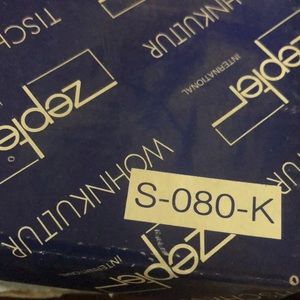 TISCH
WOHNKULTUR
zepter
INTERNATIONAL
zepter
INTERNATIONAL
WOHNKULTUR
zepter
S-080-K